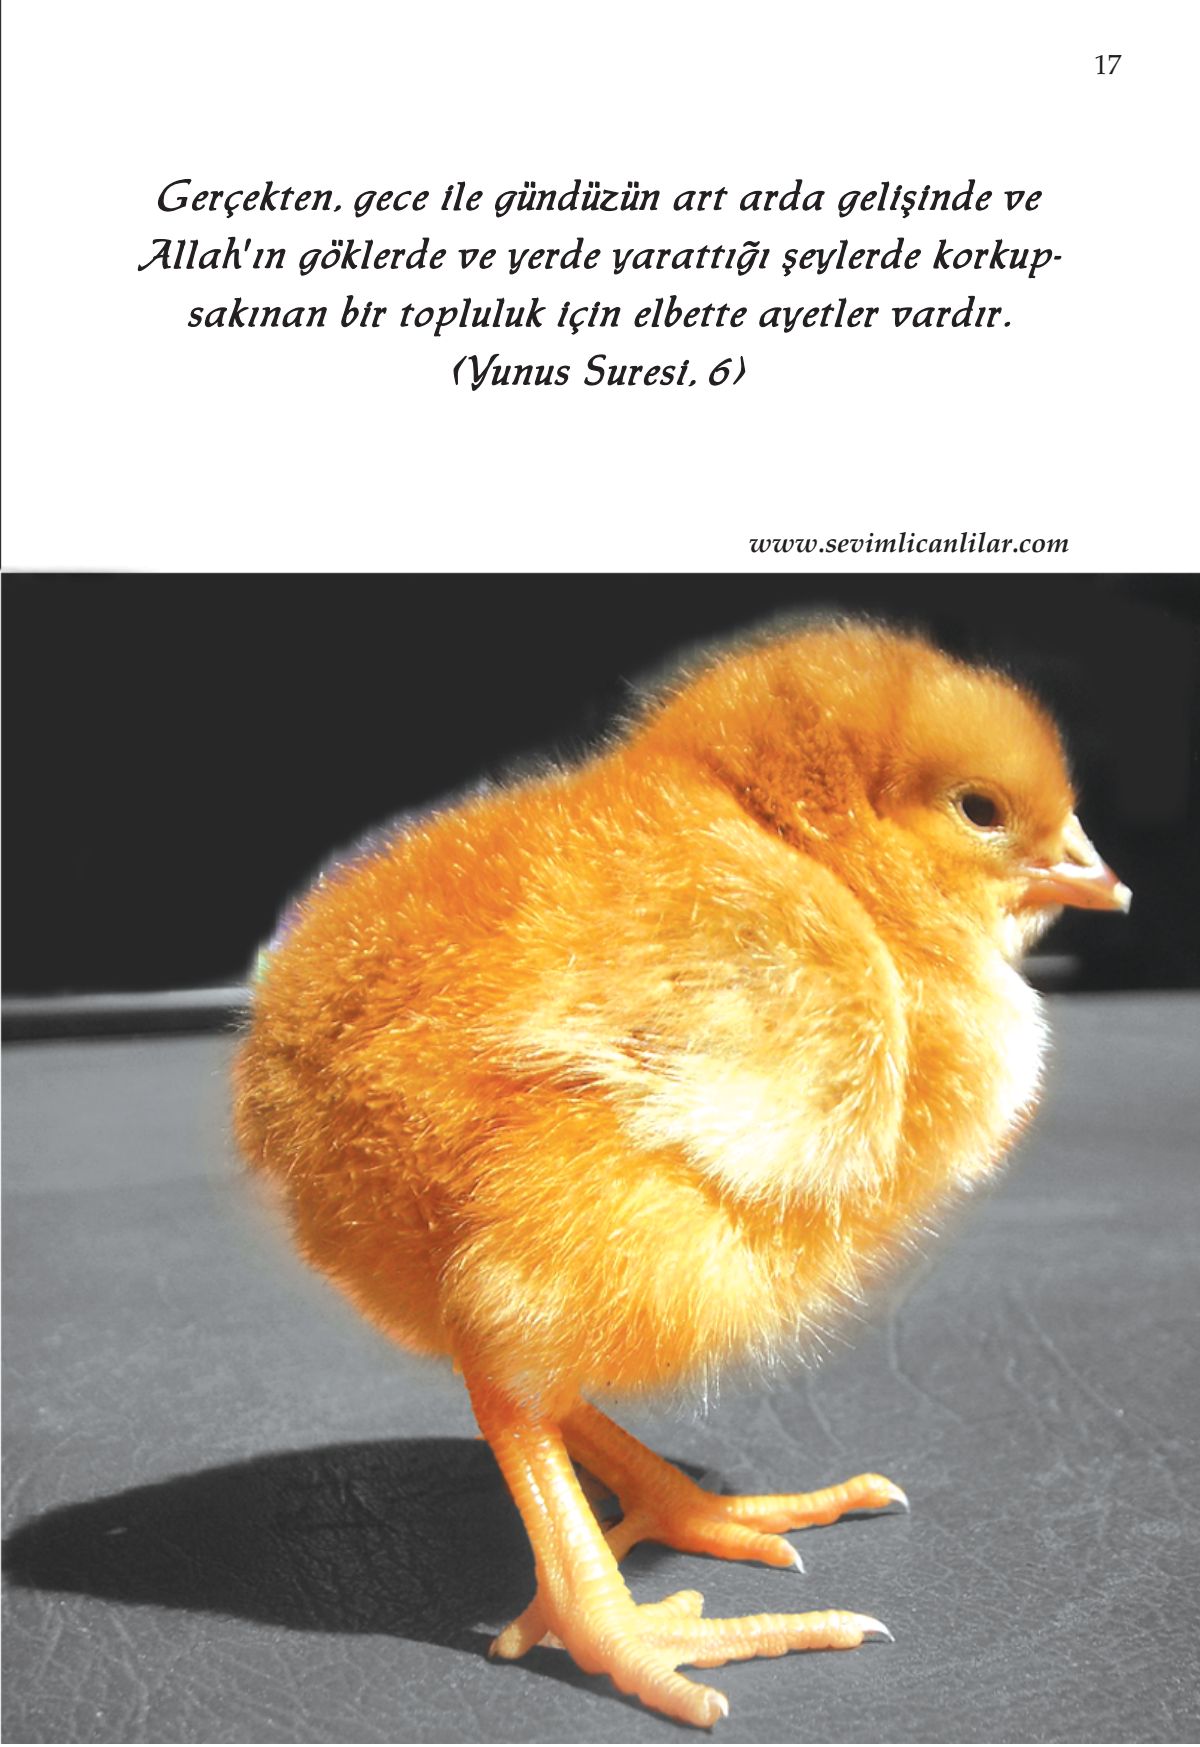 17
Gerçekten, gece ile gündüzün art arda gelişinde ve
Allah'ın göklerde ve yerde yarattığı şeylerde korkup-
sakınan bir topluluk için elbette ayetler vardır.
(Yunus Suresi, 6)
www.sevimlicanlilar.com